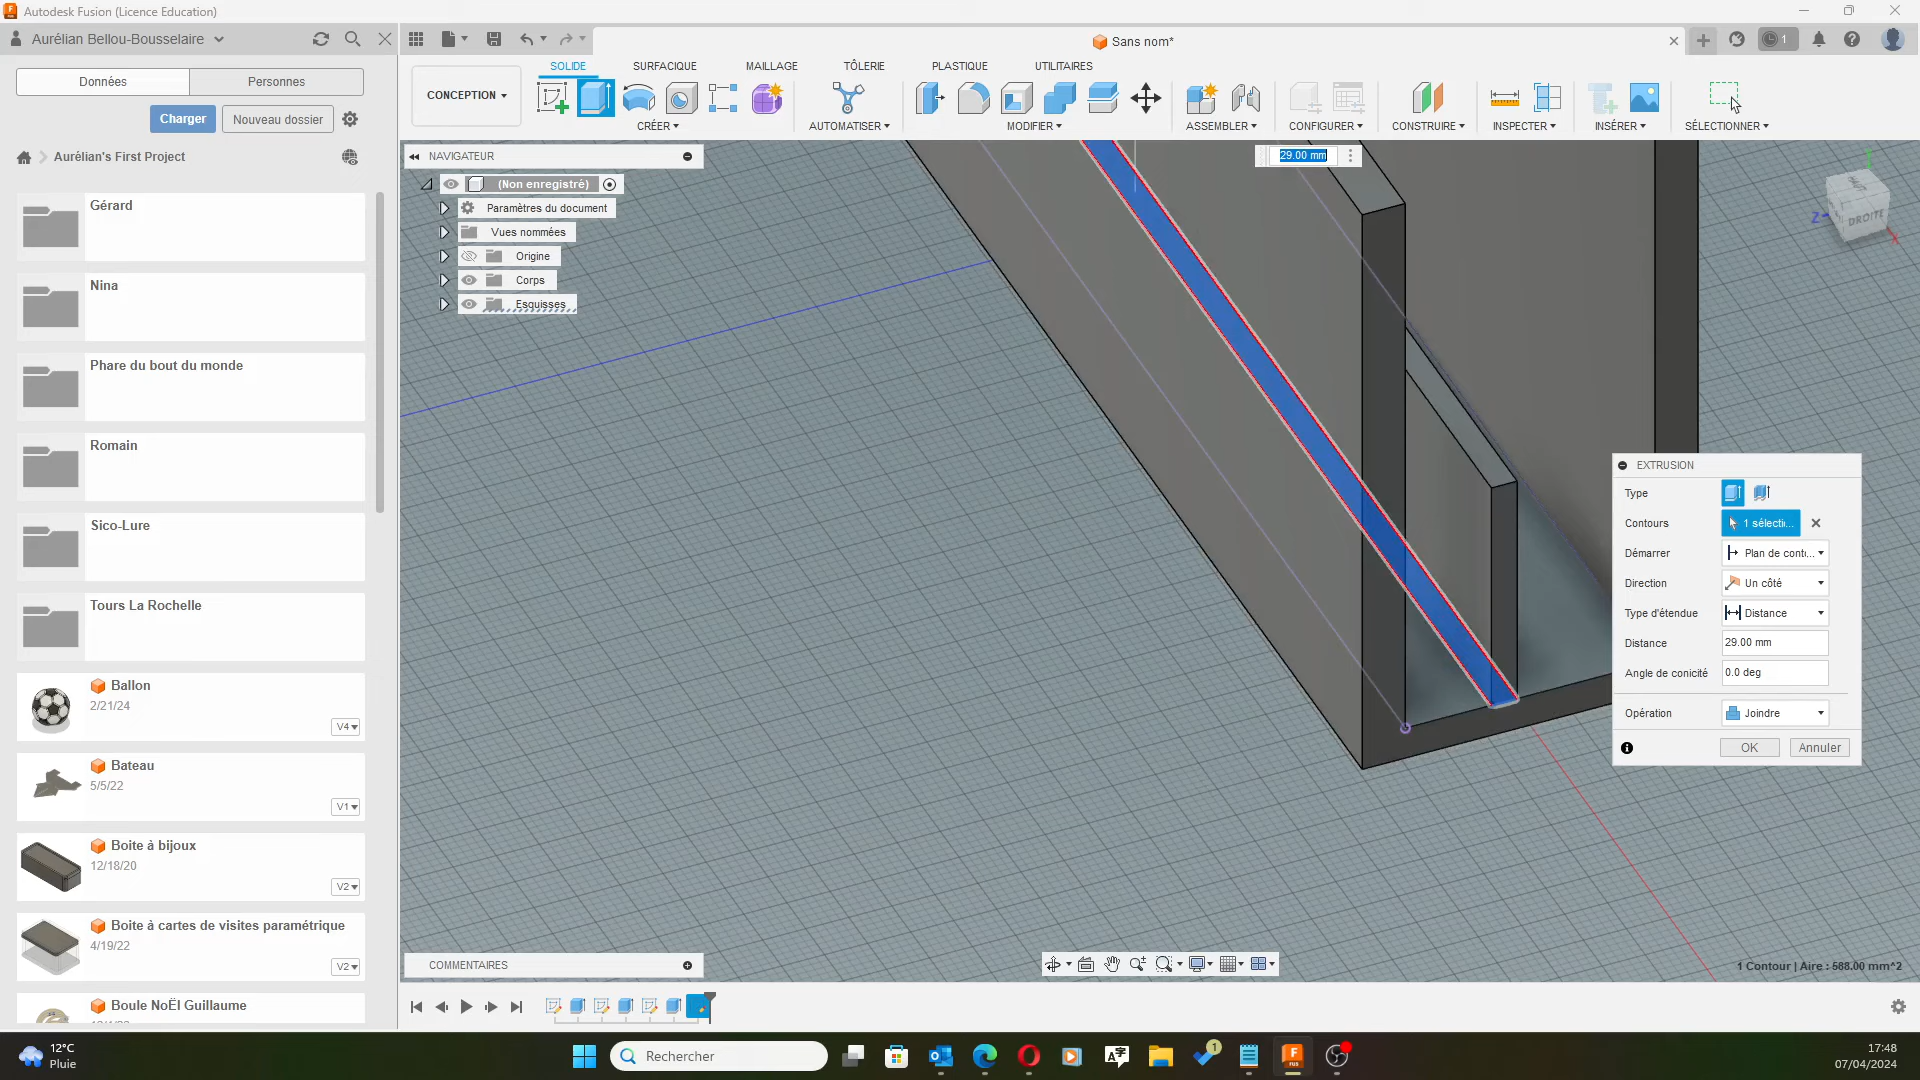 Autodesk Fusion (Licence Education)
Aurélian Bellou-Bousselaire
Sans nom*
1
Données
Personnes
Charger
Nouveau dossier
Aurélian's First Project
Gérard
Nina
Phare du bout du monde
Romain
Sico-Lure
Tours La Rochelle
Ballon
2/21/24
V4
Bateau
5/5/22
V1
Boite à bijoux
12/18/20
V2
Boite à cartes de visites paramétrique
4/19/22
V2
Boule NoËl Guillaume
CONCEPTION
SOLIDE
SURFACIQUE
MAILLAGE
TÔLERIE
PLASTIQUE
UTILITAIRES
CRÉER
AUTOMATISER
MODIFIER
ASSEMBLER
CONFIGURER
CONSTRUIRE
INSPECTER
INSÉRER
SÉLECTIONNER
NAVIGATEUR
(Non enregistré)
Paramètres du document
Vues nommées
Origine
Corps
Esquisses
29.00 mm
HAUT
DROITE
Z
X
EXTRUSION
Type
Contours
1 sélecti...
Démarrer
Plan de cont...
Direction
Un côté
Type d'étendue
Distance
Distance
29.00 mm
Angle de conicité
0.0 deg
Opération
Joindre
OK
Annuler
COMMENTAIRES
1 Contour | Aire : 588.00 mm^2
12°C
Pluie
Rechercher
1
17:48
07/04/2024